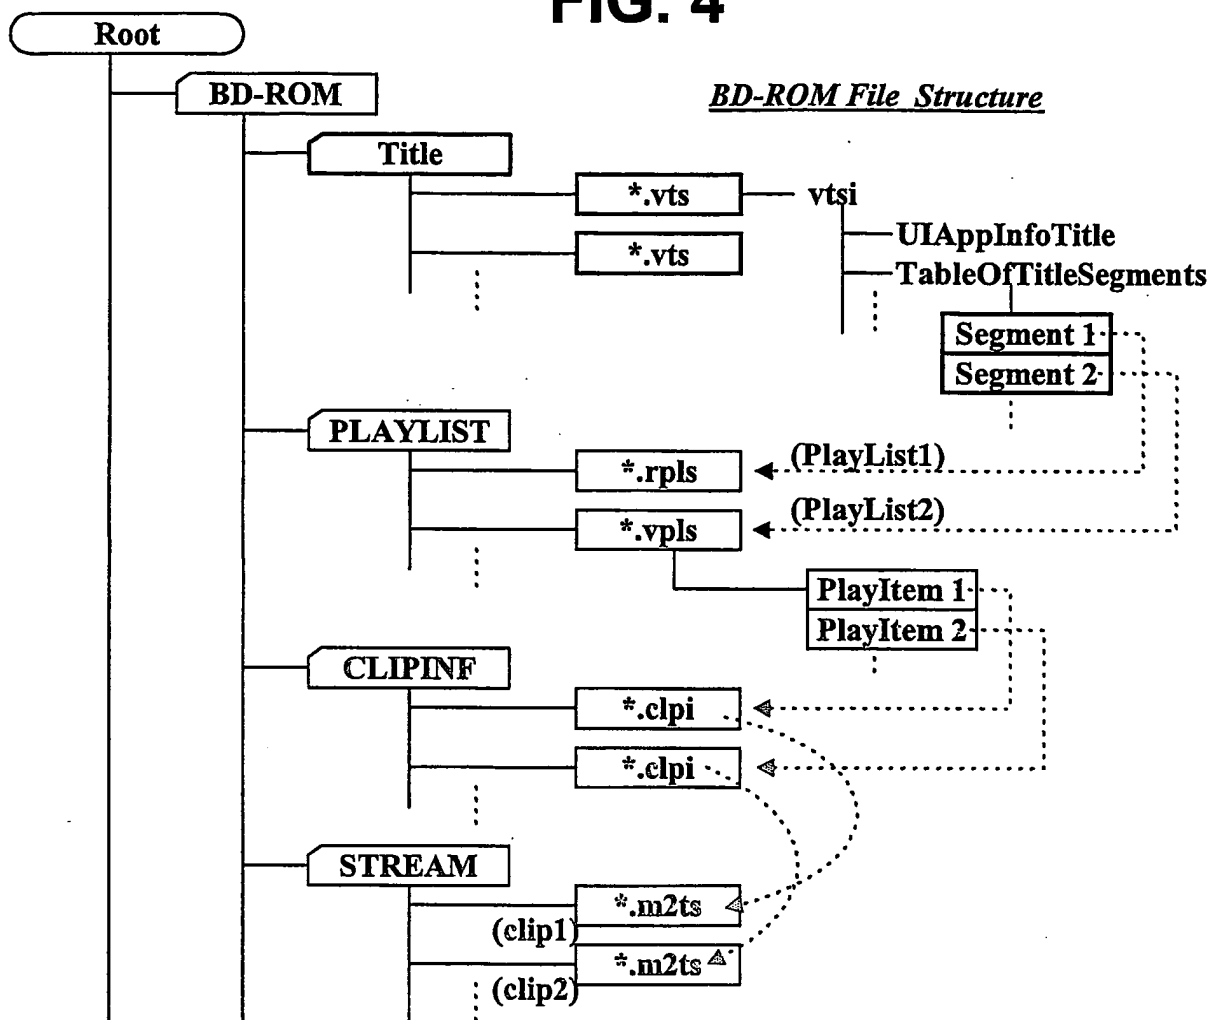 FIG. 4
Root
BD-ROM
BD-ROM File Structure
Title
*.vts
vtsi
*.vts
UIAppInfoTitle
TableOfTitleSegments
Segment 1
Segment 2
PLAYLIST
*.rpls
(PlayList1)
*.vpls
(PlayList2)
PlayItem 1
PlayItem 2
CLIPINF
*.clpi
*.clpi
STREAM
*.m2ts
(clip1)
*.m2ts
(clip2)